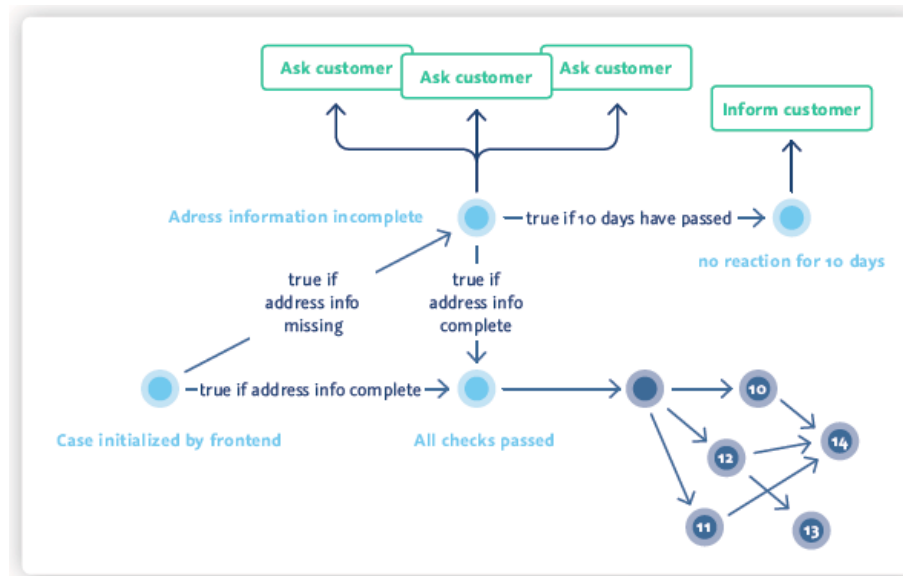 Ask customer
Ask customer
Ask customer
Inform customer
Adress information incomplete
true if 10 days have passed
no reaction for 10 days
true if
address info
missing
true if
address info
complete
true if address info complete
Case initialized by frontend
All checks passed
10
12
14
11
13